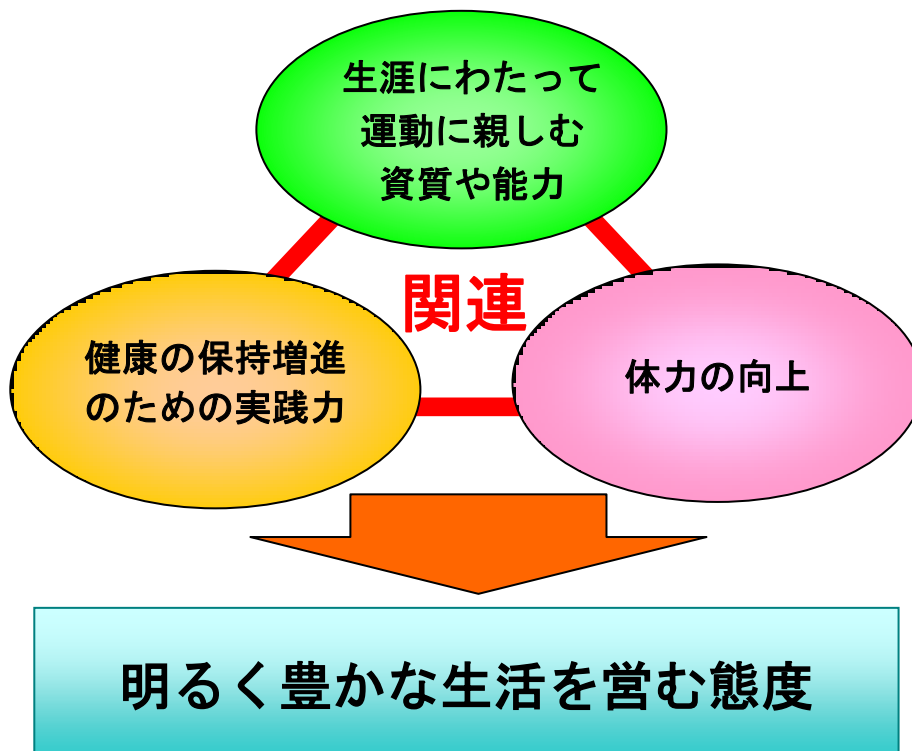 生涯にわたって
運動に親しむ
資質や能力
関連
健康の保持増進
のための実践力
体力の向上
明るく豊かな生活を営む態度